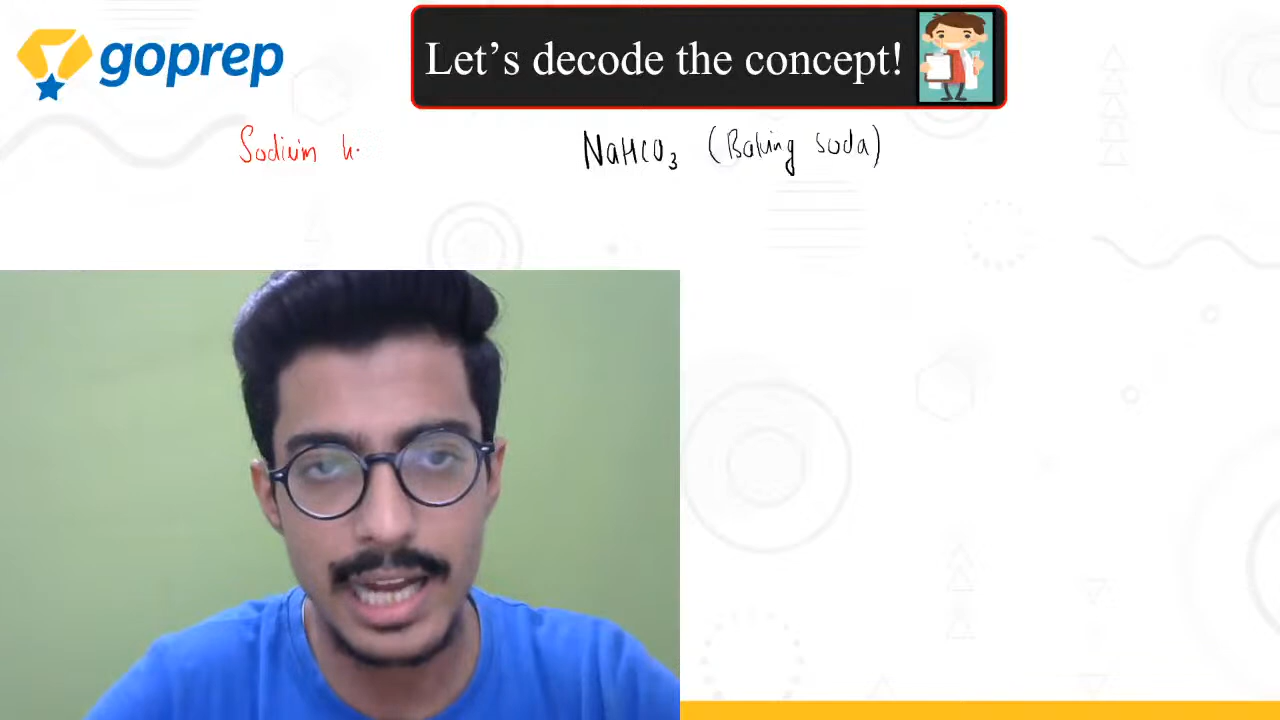 goprep
Let's decode the concept!
Sodium h NaHCO₃ (Baking soda)